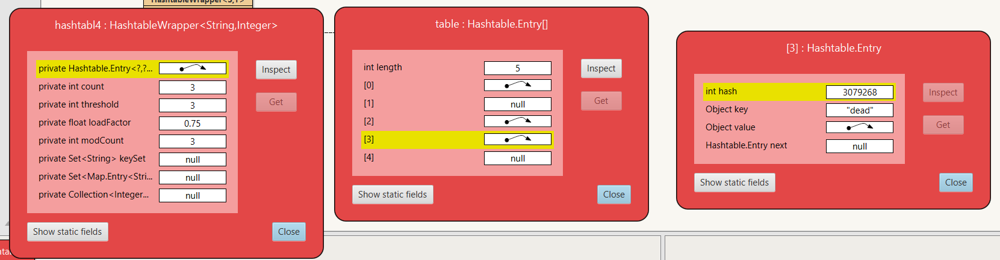 HashtableWrapper<S,T>
hashtabl4 : HashtableWrapper<String,Integer>
private Hashtable.Entry<?,?...
private int count 3
private int threshold 3
private float loadFactor 0.75
private int modCount 3
private Set<String> keySet null
private Set<Map.Entry<Stri... null
private Collection<Integer... null
Inspect
Get
Show static fields
Close
table : Hashtable.Entry[]
int length 5
[0]
[1] null
[2]
[3]
[4] null
Inspect
Get
Show static fields
Close
[3] : Hashtable.Entry
int hash 3079268
Object key "dead"
Object value
Hashtable.Entry next null
Inspect
Get
Show static fields
Close